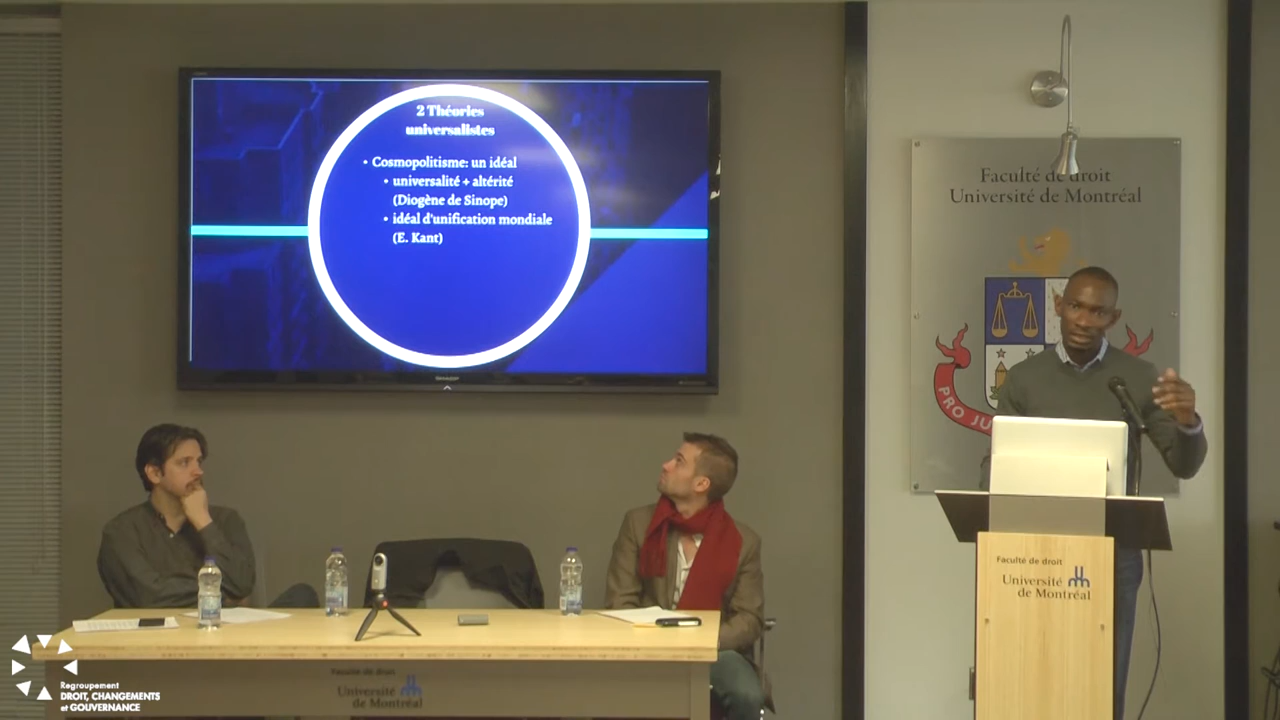 2 Théories
universalistes
• Cosmopolitisme: un idéal
• universalité + altérité
(Diogène de Sinope)
• idéal d'unification mondiale
(E. Kant)
Faculté de droit
Université de Montréal
PRO JU
Faculté de droit
Université
de Montréal
Faculté de droit
Université
de Montréal
Regroupement
DROIT, CHANGEMENTS
et GOUVERNANCE